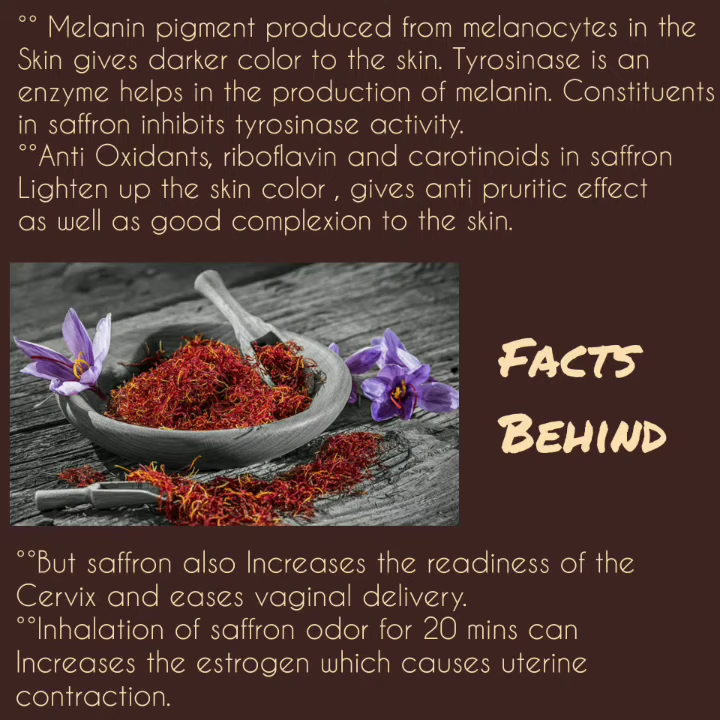 °° Melanin pigment produced from melanocytes in the
Skin gives darker color to the skin. Tyrosinase is an
enzyme helps in the production of melanin. Constituents
in saffron inhibits tyrosinase activity.
°°Anti Oxidants, riboflavin and carotinoids in saffron
Lighten up the skin color , gives anti pruritic effect
as well as good complexion to the skin.
Facts
Behind
°°But saffron also Increases the readiness of the
Cervix and eases vaginal delivery.
°°Inhalation of saffron odor for 20 mins can
Increases the estrogen which causes uterine
contraction.